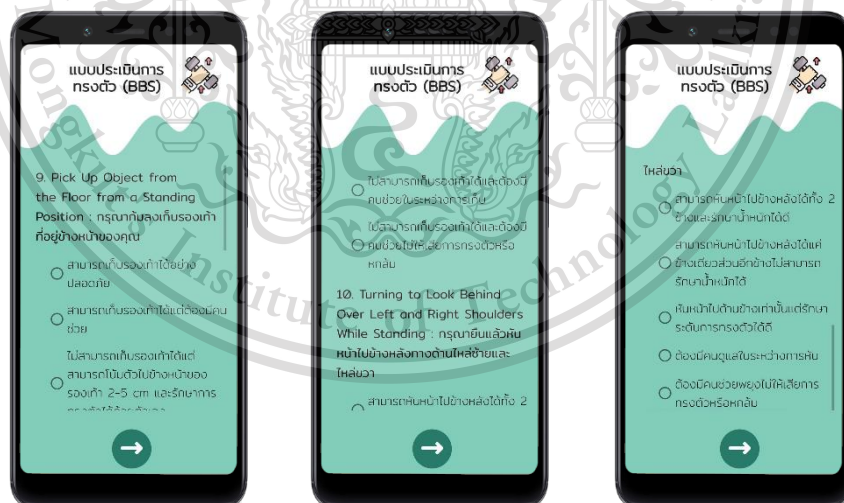 แบบประเมินการ
ทรงตัว (BBS)
9. Pick Up Object from
the Floor from a Standing
Position : กรุณาก้มลงเก็บรองเท้า
ที่อยู่ข้างหน้าของคุณ
สามารถเก็บรองเท้าได้อย่าง
ปลอดภัย
สามารถเก็บรองเท้าได้แต่ต้องมีคน
ช่วย
ไม่สามารถเก็บรองเท้าได้แต่
สามารถโน้มตัวไปข้างหน้าของ
รองเท้า 2-5 cm และรักษาการ
แบบประเมินการ
ทรงตัว (BBS)
ไม่สามารถเก็บรองเท้าได้และต้องมี
คนช่วยในระหว่างการเก็บ
ไม่สามารถเก็บรองเท้าได้และต้องมี
คนช่วยไม่ให้เสียการทรงตัวหรือ
หกล้ม
10. Turning to Look Behind
Over Left and Right Shoulders
While Standing : กรุณายืนแล้วหัน
หน้าไปข้างหลังทางด้านไหล่ซ้ายและ
ไหล่ขวา
สามารถหันหน้าไปข้างหลังได้ทั้ง 2
แบบประเมินการ
ทรงตัว (BBS)
ไหล่ขวา
สามารถหันหน้าไปข้างหลังได้ทั้ง 2
ข้างและรักษาน้ำหนักได้ดี
สามารถหันหน้าไปข้างหลังได้แค่
ข้างเดียวส่วนอีกข้างไม่สามารถ
รักษาน้ำหนักได้
หันหน้าไปด้านข้างเท่านั้นแต่รักษา
ระดับการทรงตัวได้ดี
ต้องมีคนดูแลในระหว่างการหัน
ต้องมีคนช่วยพยุงไม่ให้เสียการ
ทรงตัวหรือหกล้ม
Institute of Technology